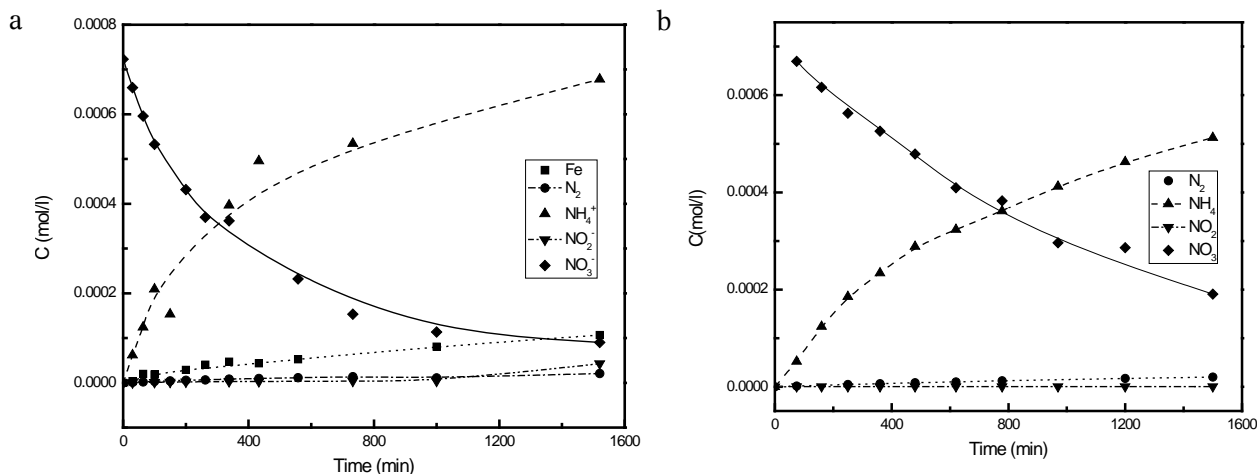 a
0.0008
0.0006
0.0004
0.0002
0.0000
C (mol/l)
0
400
800
1200
1600
Time (min)
Fe
N₂
NH₄⁺
NO₂⁻
NO₃⁻
b
0.0006
0.0004
0.0002
0.0000
C(mol/l)
0
400
800
1200
1600
Time (min)
N₂
NH₄
NO₂
NO₃